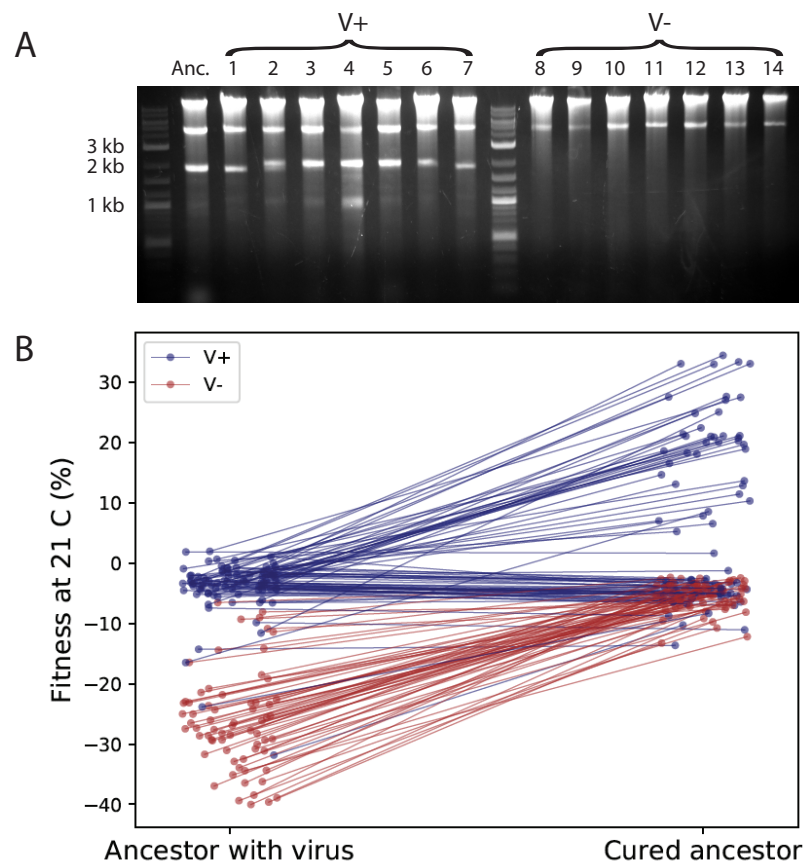 A
V+
V-
Anc. 1 2 3 4 5 6 7 8 9 10 11 12 13 14
3 kb
2 kb
1 kb
B
V+
V-
30
20
10
0
−10
−20
−30
−40
Fitness at 21 C (%)
Ancestor with virus
Cured ancestor